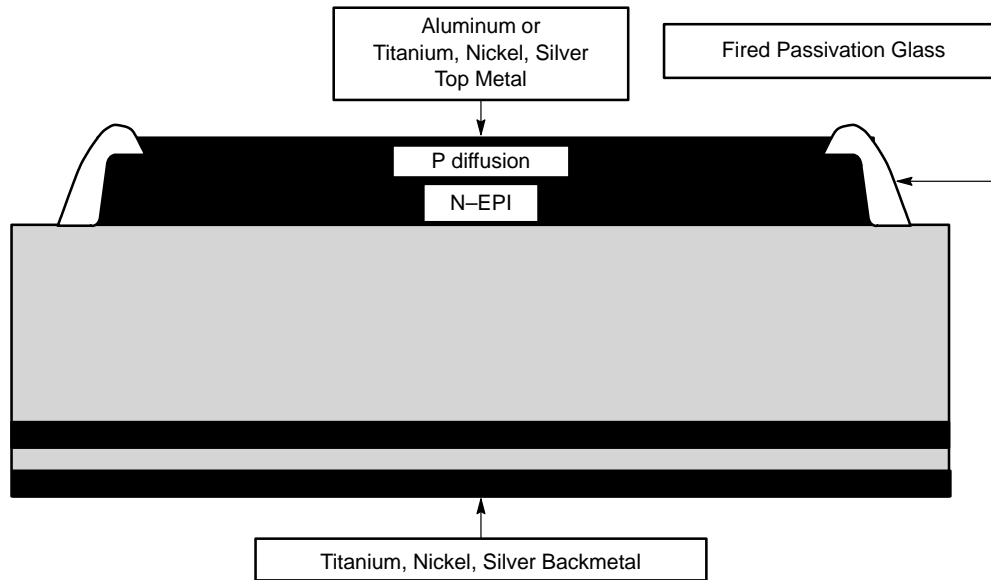 Aluminum or
Titanium, Nickel, Silver
Top Metal
Fired Passivation Glass
P diffusion
N–EPI
Titanium, Nickel, Silver Backmetal